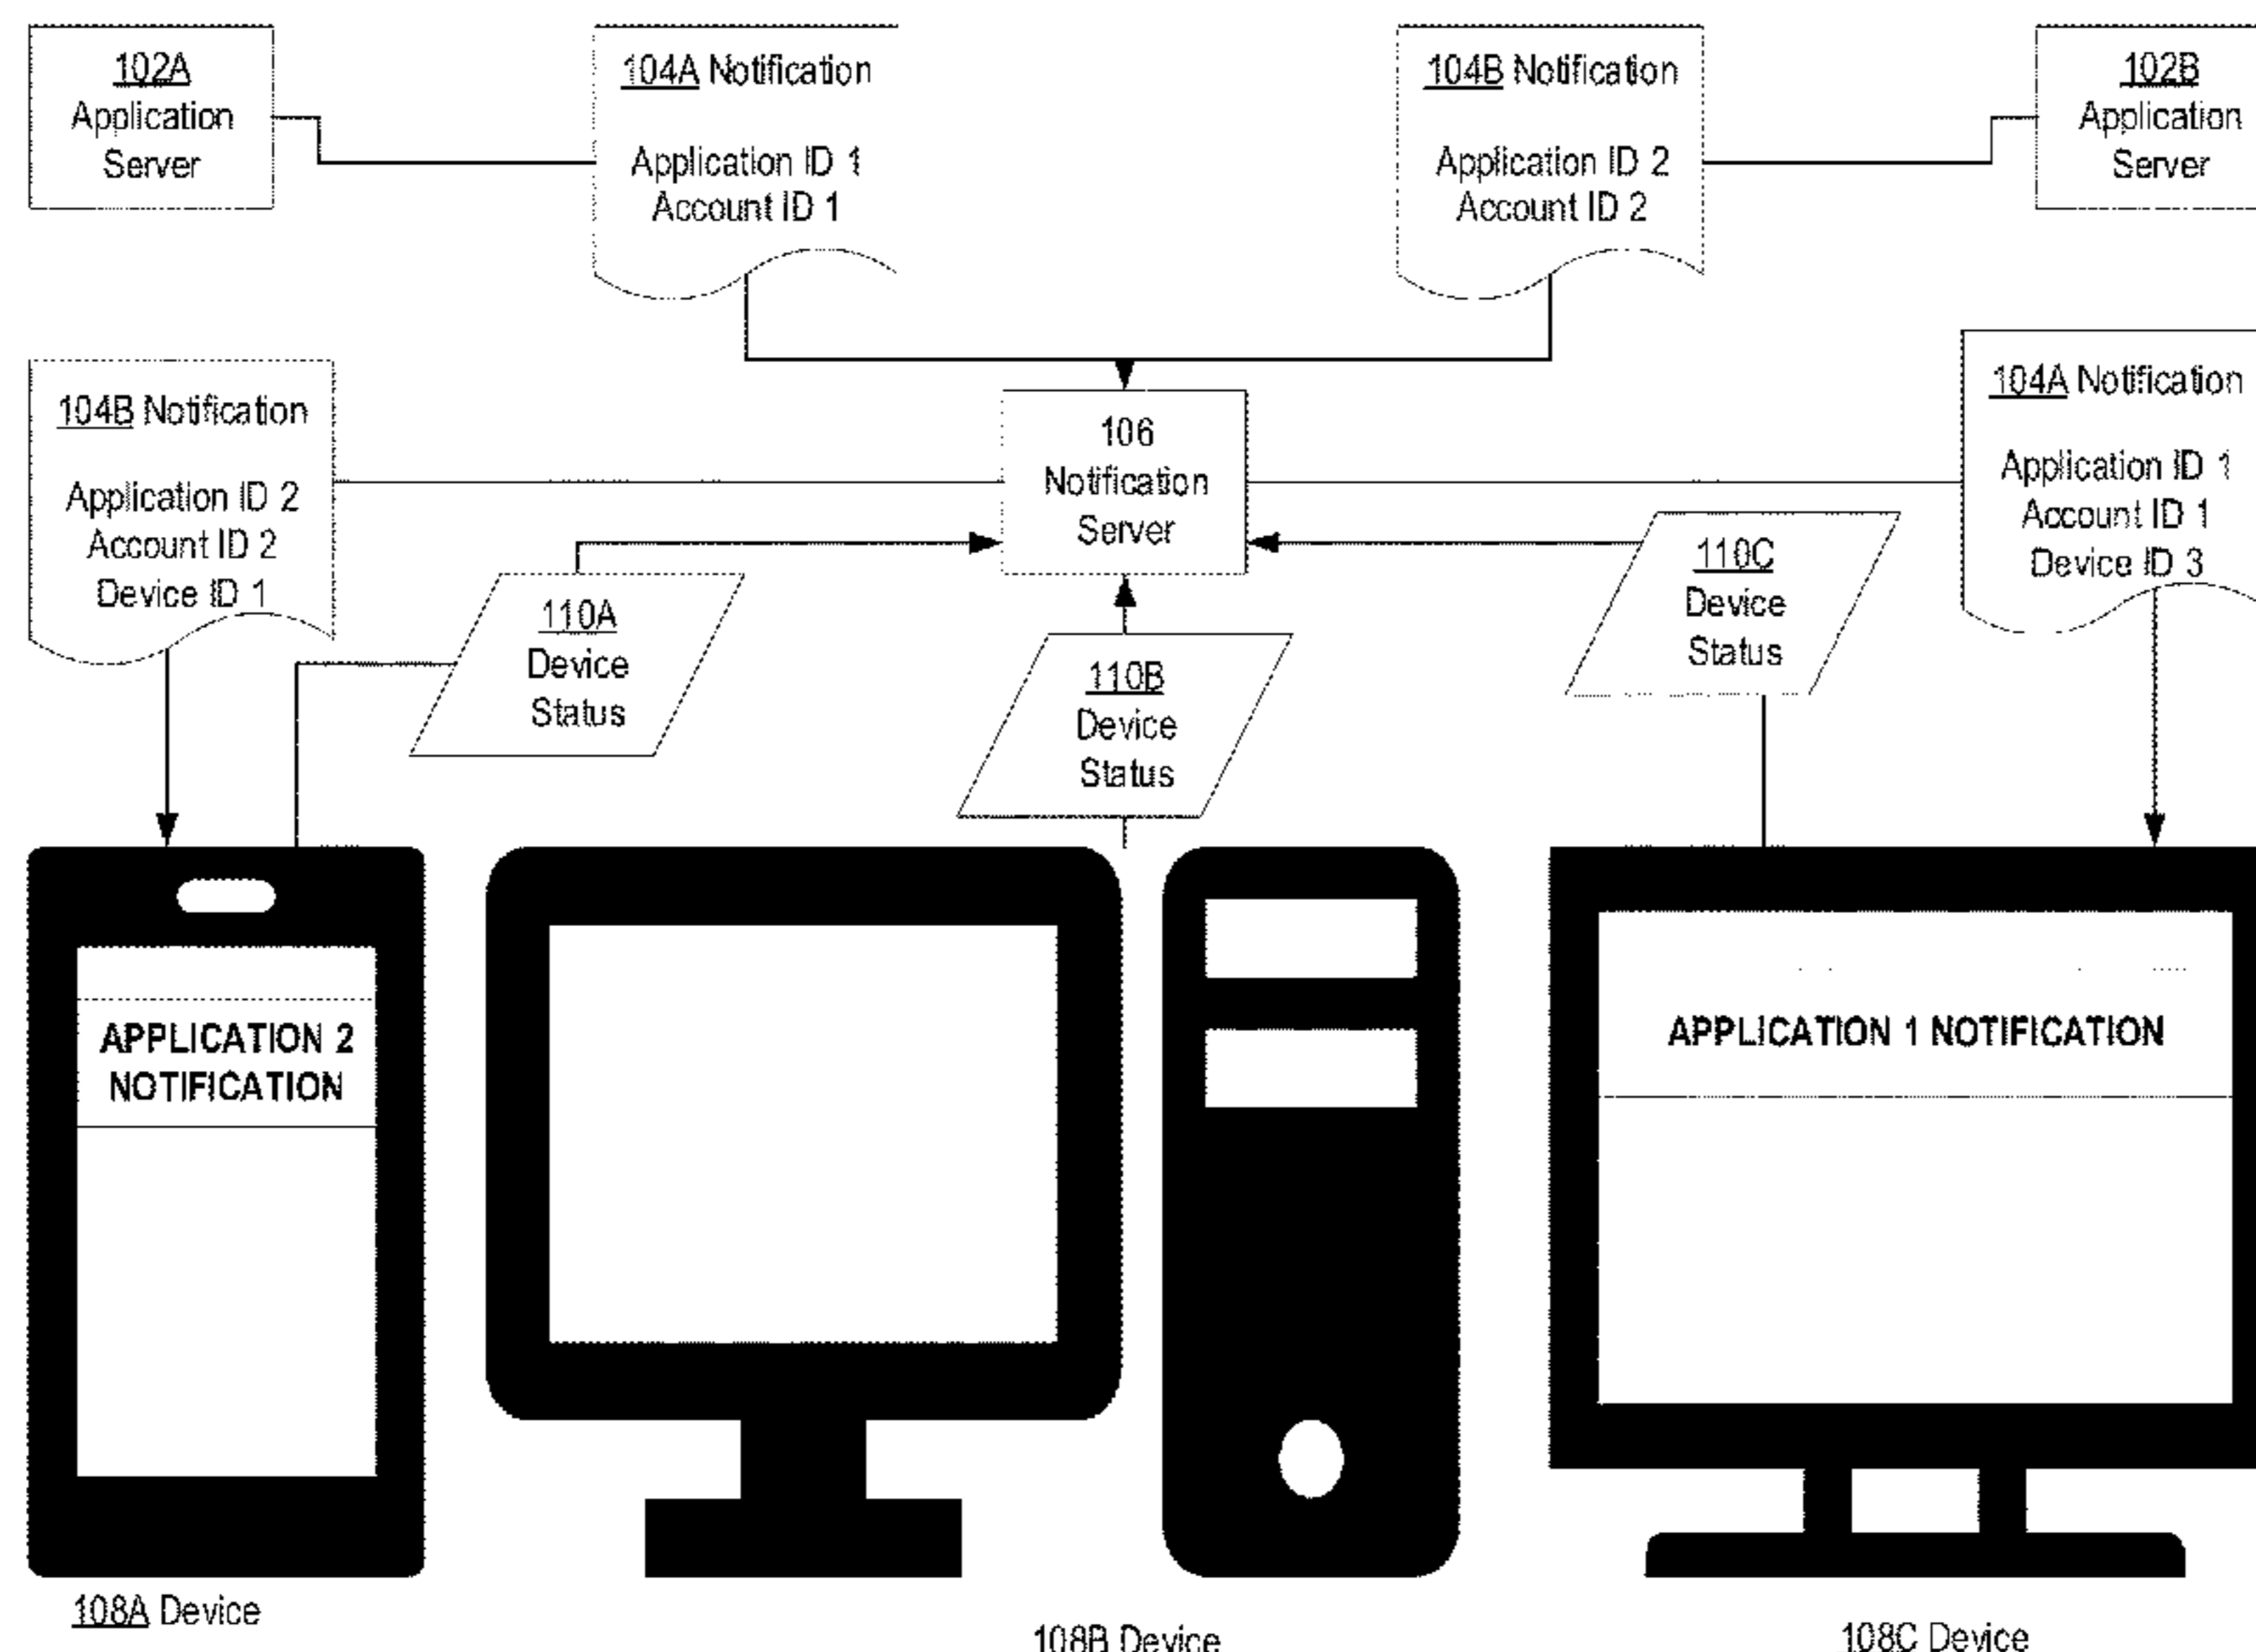 102A
Application
Server
104A Notification
Application ID 1
Account ID 1
104B Notification
Application ID 2
Account ID 2
102B
Application
Server
104B Notification
Application ID 2
Account ID 2
Device ID 1
106
Notification
Server
104A Notification
Application ID 1
Account ID 1
Device ID 3
110A
Device
Status
110B
Device
Status
110C
Device
Status
APPLICATION 2
NOTIFICATION
APPLICATION 1 NOTIFICATION
108A Device
108B Device
108C Device